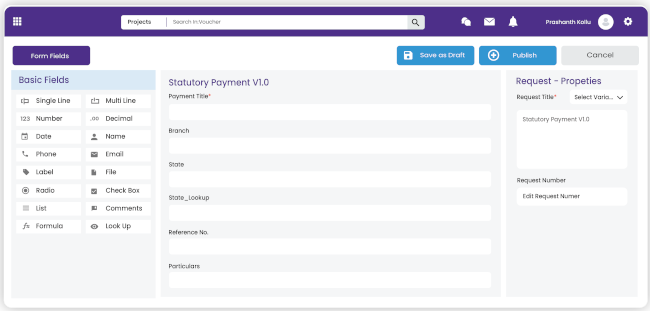 Projects Search In:Voucher
Prashanth Kollu
Form Fields
Save as Draft
Publish
Cancel
Basic Fields
Single Line
Multi Line
123 Number
.00 Decimal
Date
Name
Phone
Email
Label
File
Radio
Check Box
List
Comments
fx Formula
Look Up
Statutory Payment V1.0
Payment Title*
Branch
State
State_Lookup
Reference No.
Particulars
Request - Propeties
Request Title* Select Varia...
Statutory Payment V1.0
Request Number
Edit Request Numer